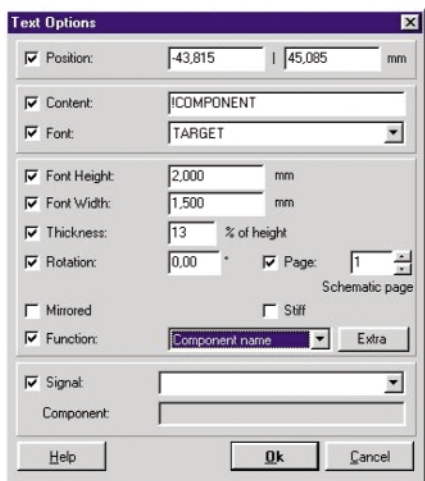 Text Options
Position: -43,815 | 45,085 mm
Content: !COMPONENT
Font: TARGET
Font Height: 2,000 mm
Font Width: 1,500 mm
Thickness: 13 % of height
Rotation: 0,00 ° Page: 1
Schematic page
Mirrored Stiff
Function: Component name Extra
Signal:
Component:
Help Ok Cancel